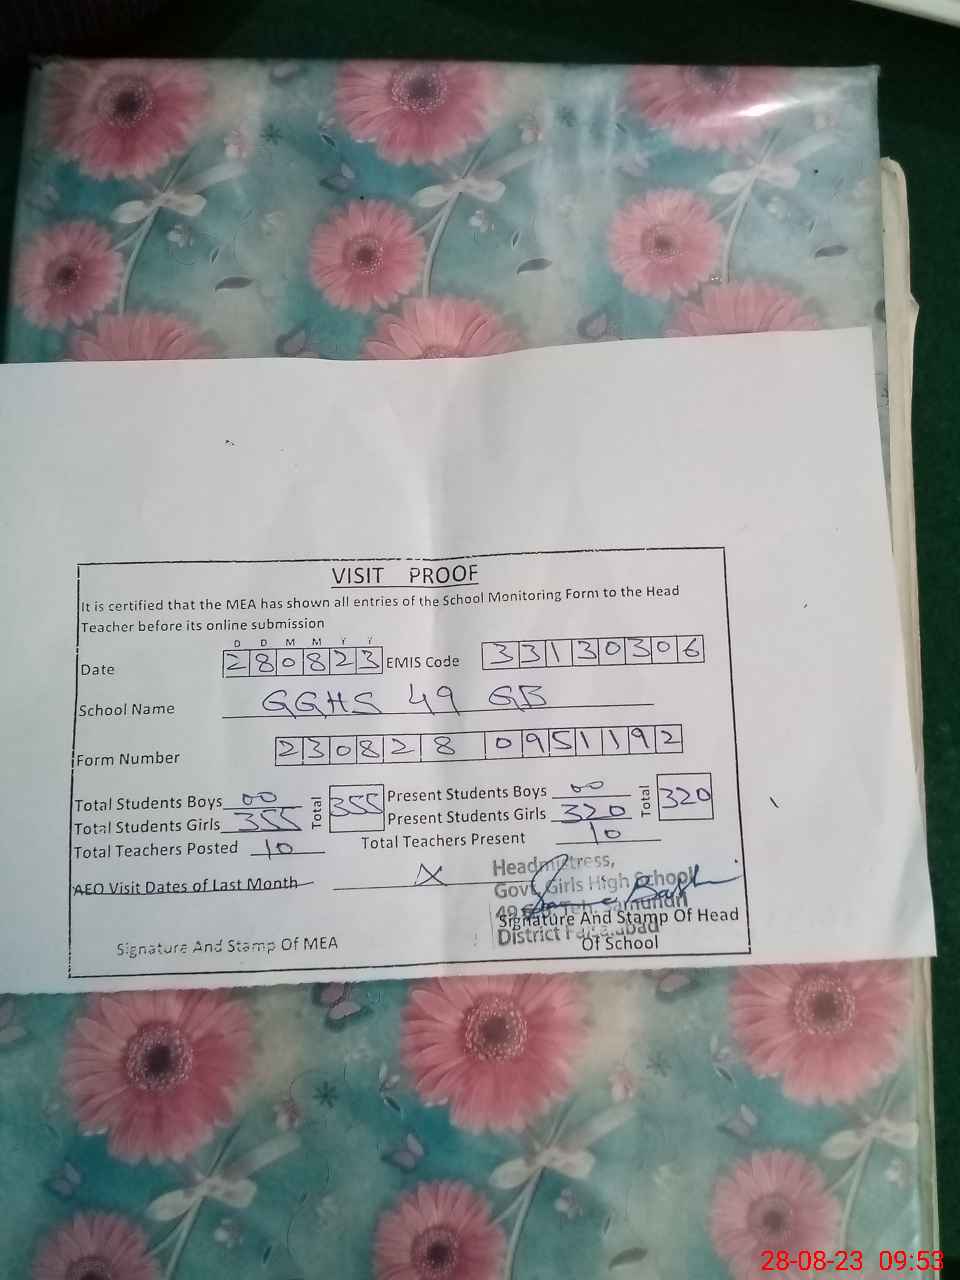 VISIT PROOF
It is certified that the MEA has shown all entries of the School Monitoring Form to the Head
Teacher before its online submission
D D M M Y Y
Date 280823 EMIS Code 33130306
School Name GGHS 49 GB
Form Number 230828 0951192
Total Students Boys 00 Total 355 Present Students Boys 00 Total 320
Total Students Girls 355 Present Students Girls 320
Total Teachers Posted 10 Total Teachers Present 10
AEO Visit Dates of Last Month X
Headmistress,
Govt. Girls High School
49 Teh. Samundri
District Faisalabad
Signature And Stamp Of MEA
Signature And Stamp Of Head
Of School
28-08-23 09:53